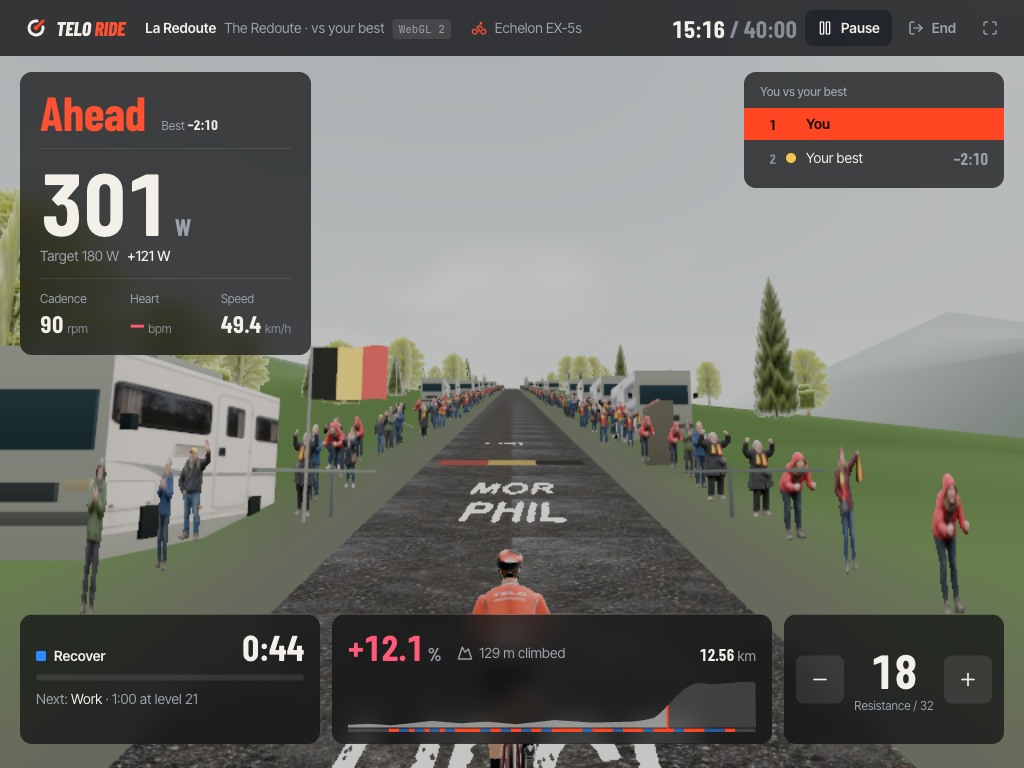 TELO RIDE
La Redoute The Redoute · vs your best WebGL 2 Echelon EX-5s
15:16 / 40:00 Pause End
Ahead Best −2:10
301 W
Target 180 W +121 W
Cadence Heart Speed
90 rpm — bpm 49.4 km/h
You vs your best
1 You
2 Your best −2:10
MOR
PHIL
TELO
Recover 0:44
Next: Work · 1:00 at level 21
+12.1 % 129 m climbed 12.56 km
− 18 +
Resistance / 32